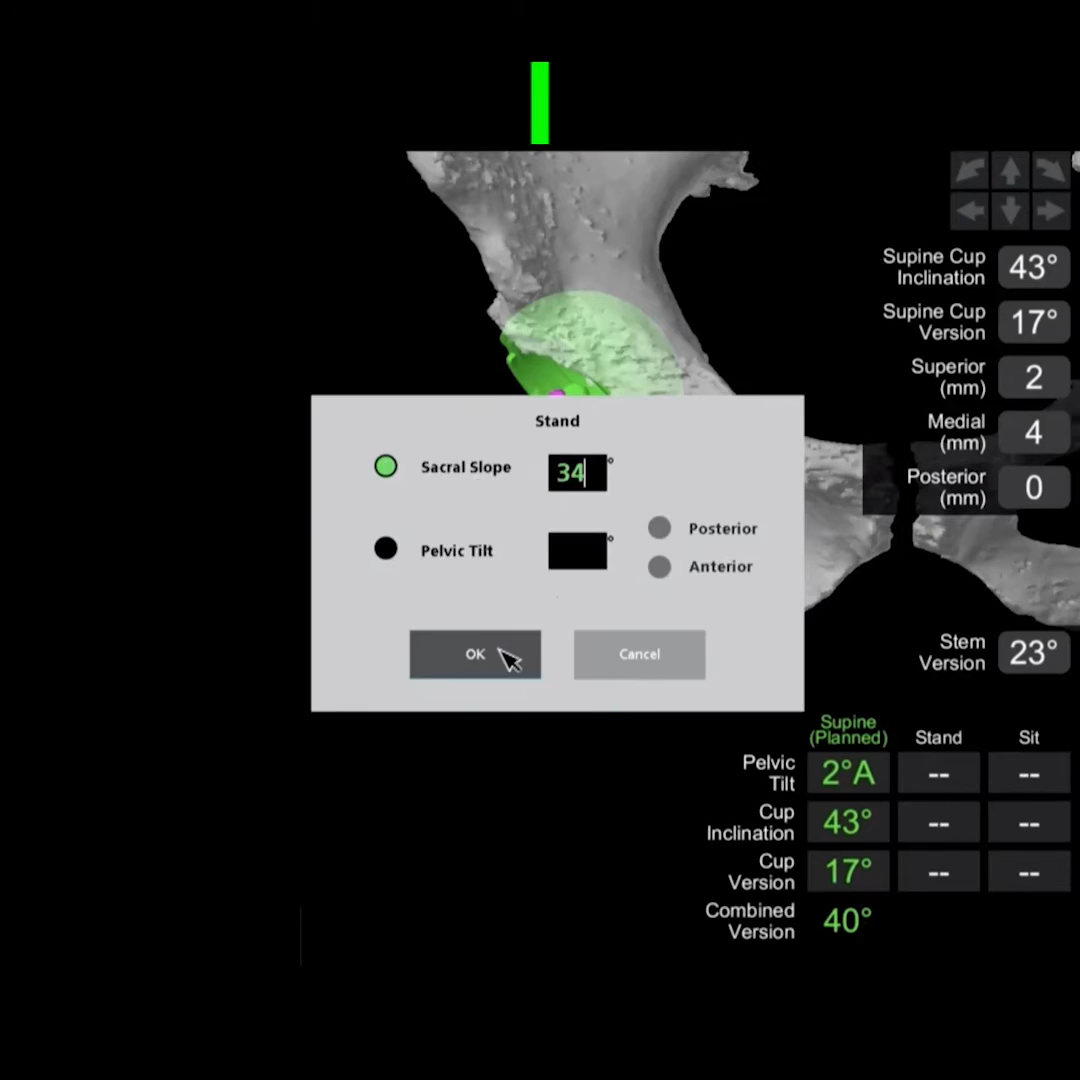 Supine Cup
Inclination
43°
Supine Cup
Version
17°
Superior
(mm)
2
Medial
(mm)
4
Posterior
(mm)
0
Stand
Sacral Slope
34°
Pelvic Tilt
°
Posterior
Anterior
OK
Cancel
Stem
Version
23°
Supine
(Planned)
Stand
Sit
Pelvic
Tilt
2°A
--
--
Cup
Inclination
43°
--
--
Cup
Version
17°
--
--
Combined
Version
40°